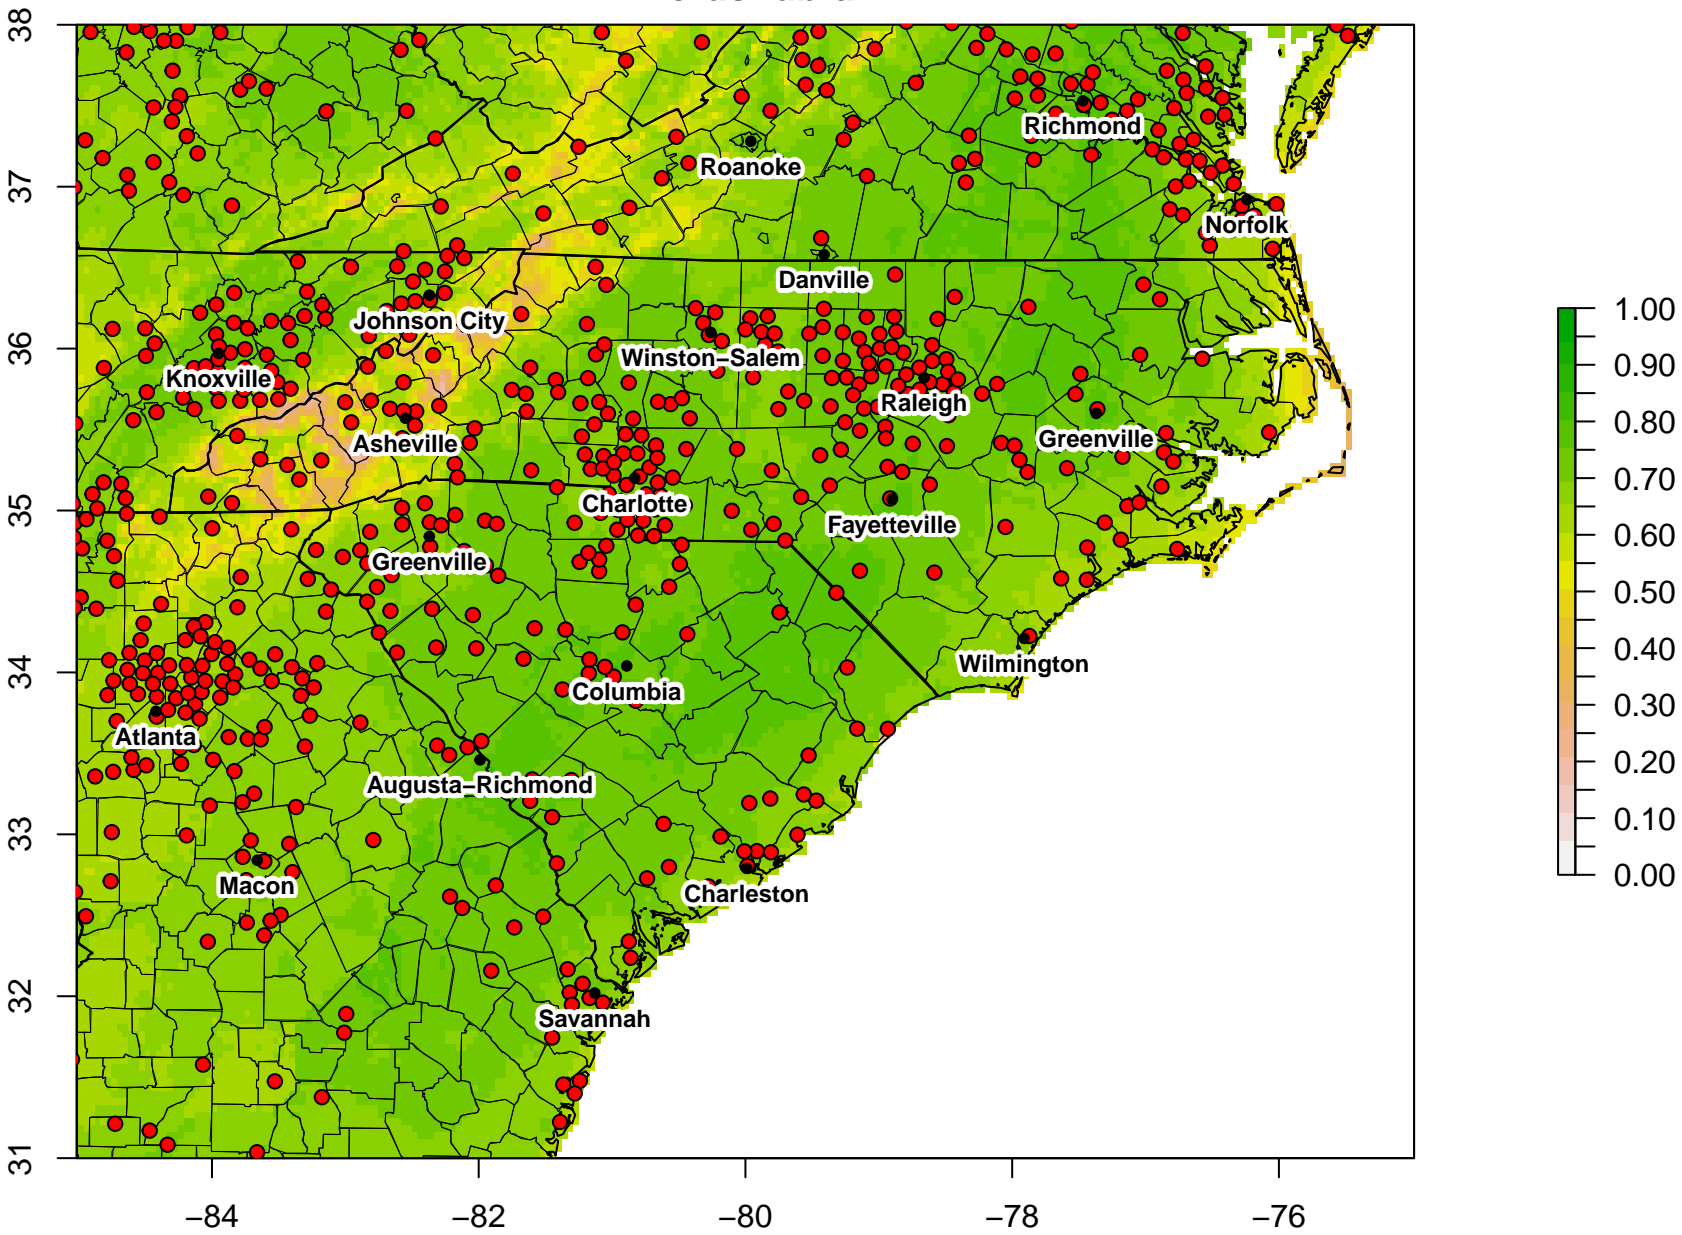 38
37
36
35
34
33
32
31
Richmond
Roanoke
Norfolk
Danville
Johnson City
Winston–Salem
Knoxville
Raleigh
Asheville
Greenville
Charlotte
Fayetteville
Greenville
Wilmington
Columbia
Atlanta
Augusta–Richmond
Macon
Charleston
Savannah
–84
–82
–80
–78
–76
1.00
0.90
0.80
0.70
0.60
0.50
0.40
0.30
0.20
0.10
0.00